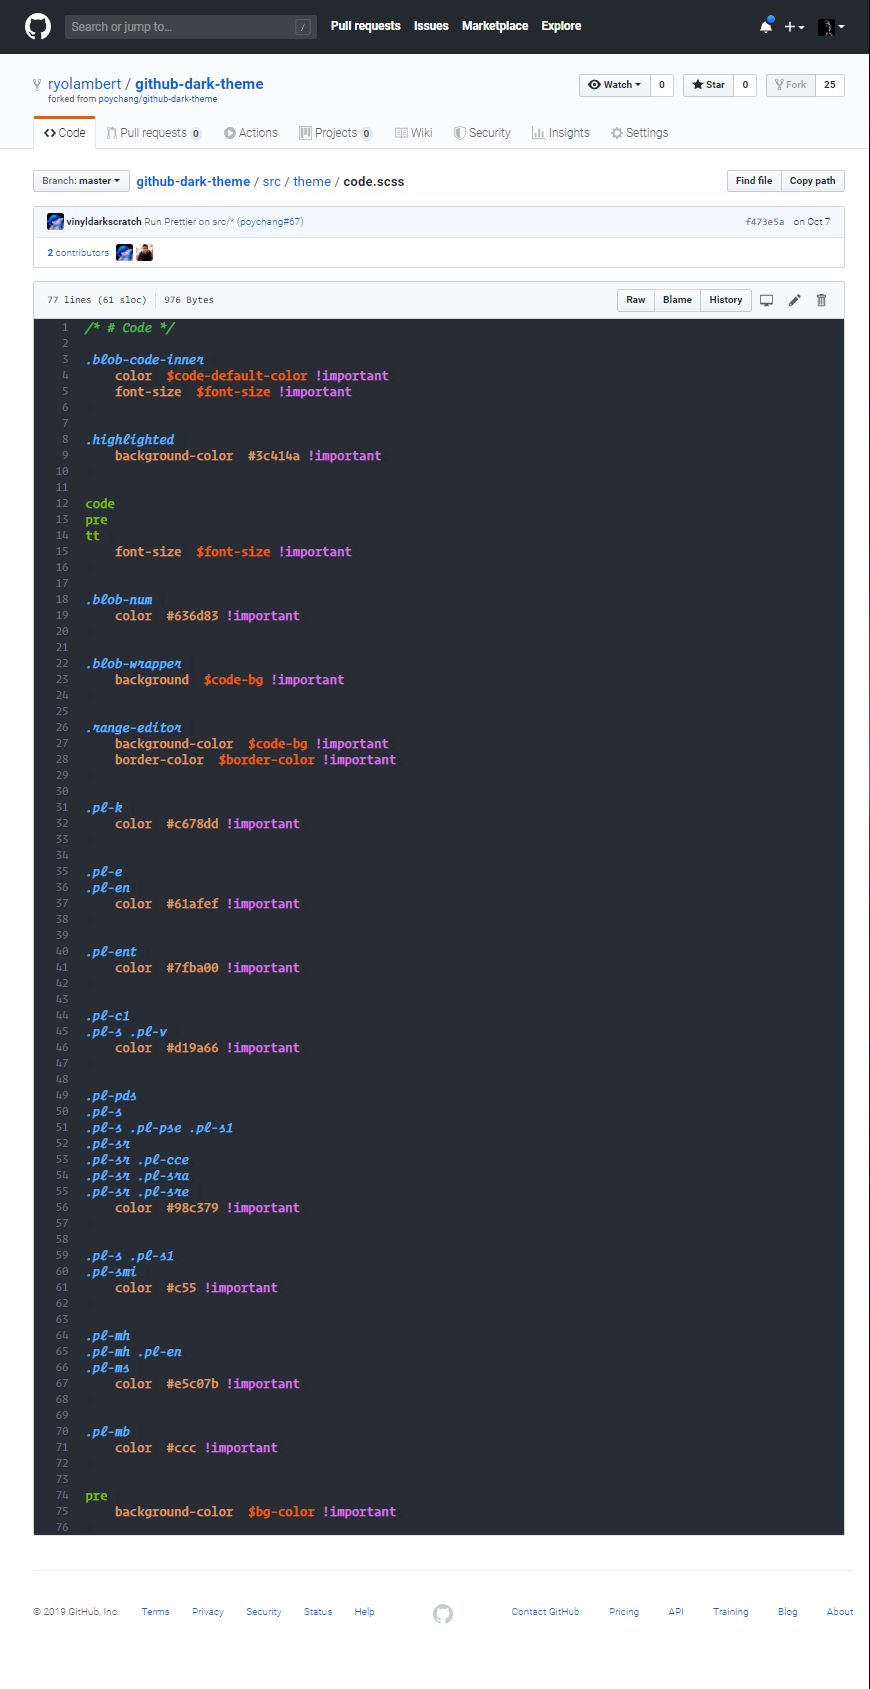 Search or jump to... /
Pull requests Issues Marketplace Explore
ryolambert / github-dark-theme
forked from poychang/github-dark-theme
Watch 0 Star 0 Fork 25
Code Pull requests 0 Actions Projects 0 Wiki Security Insights Settings
Branch: master github-dark-theme / src / theme / code.scss Find file Copy path
vinyldarkscratch Run Prettier on src/* (poychang#67) f473e5a on Oct 7
2 contributors
77 lines (61 sloc) 976 Bytes Raw Blame History
1 /* # Code */
2
3 .blob-code-inner
4 color $code-default-color !important
5 font-size $font-size !important
6
7
8 .highlighted
9 background-color #3c414a !important
10
11
12 code
13 pre
14 tt
15 font-size $font-size !important
16
17
18 .blob-num
19 color #636d83 !important
20
21
22 .blob-wrapper
23 background $code-bg !important
24
25
26 .range-editor
27 background-color $code-bg !important
28 border-color $border-color !important
29
30
31 .pl-k
32 color #c678dd !important
33
34
35 .pl-e
36 .pl-en
37 color #61afef !important
38
39
40 .pl-ent
41 color #7fba00 !important
42
43
44 .pl-c1
45 .pl-s .pl-v
46 color #d19a66 !important
47
48
49 .pl-pds
50 .pl-s
51 .pl-s .pl-pse .pl-s1
52 .pl-sr
53 .pl-sr .pl-cce
54 .pl-sr .pl-sra
55 .pl-sr .pl-sre
56 color #98c379 !important
57
58
59 .pl-s .pl-s1
60 .pl-smi
61 color #c55 !important
62
63
64 .pl-mh
65 .pl-mh .pl-en
66 .pl-ms
67 color #e5c07b !important
68
69
70 .pl-mb
71 color #ccc !important
72
73
74 pre
75 background-color $bg-color !important
76
© 2019 GitHub, Inc. Terms Privacy Security Status Help Contact GitHub Pricing API Training Blog About